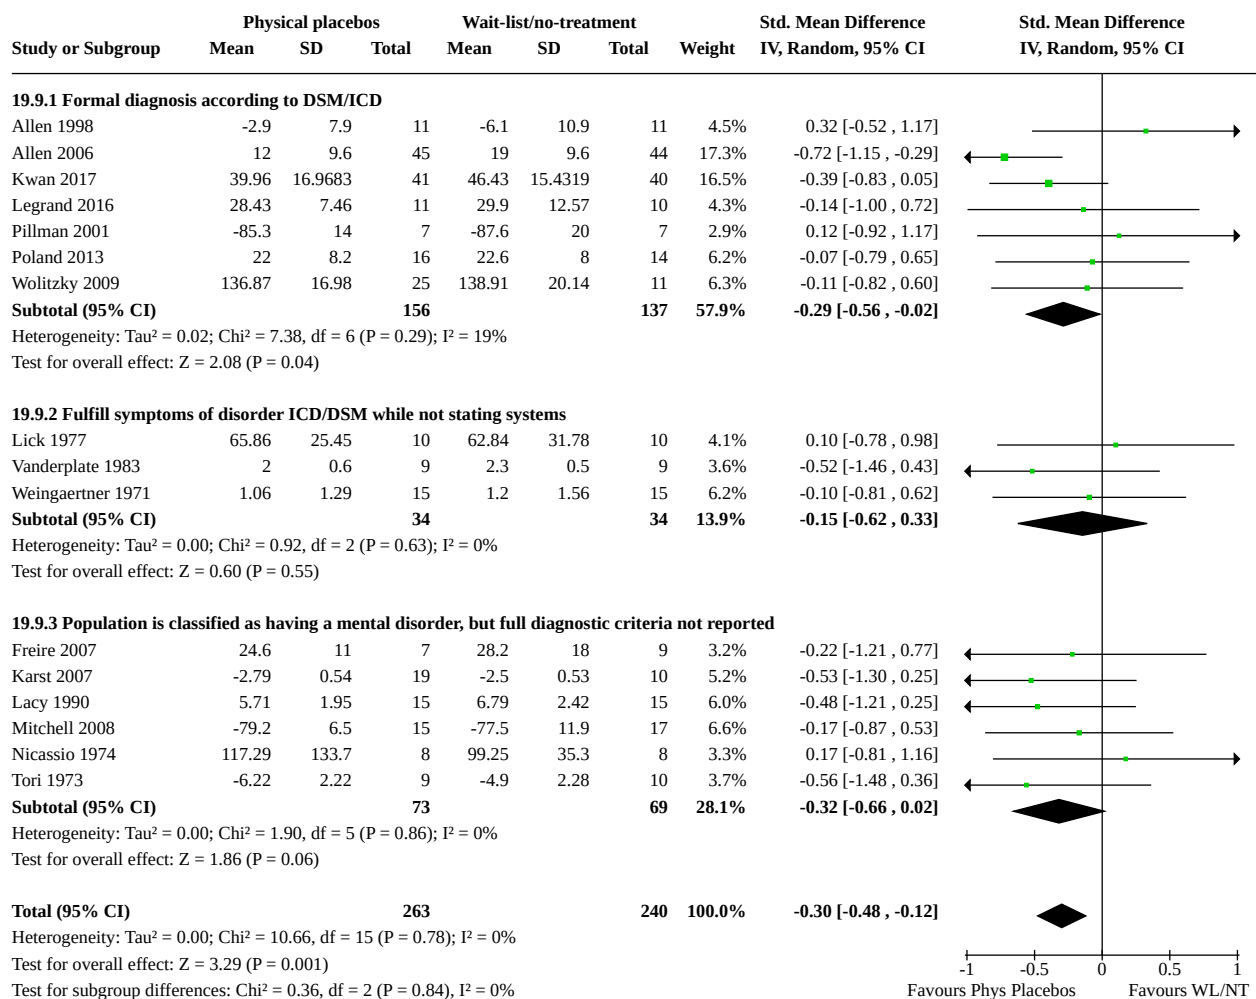 Physical placebos Wait-list/no-treatment Std. Mean Difference Std. Mean Difference
Study or Subgroup Mean SD Total Mean SD Total Weight IV, Random, 95% CI IV, Random, 95% CI
19.9.1 Formal diagnosis according to DSM/ICD
Allen 1998 -2.9 7.9 11 -6.1 10.9 11 4.5% 0.32 [-0.52 , 1.17]
Allen 2006 12 9.6 45 19 9.6 44 17.3% -0.72 [-1.15 , -0.29]
Kwan 2017 39.96 16.9683 41 46.43 15.4319 40 16.5% -0.39 [-0.83 , 0.05]
Legrand 2016 28.43 7.46 11 29.9 12.57 10 4.3% -0.14 [-1.00 , 0.72]
Pillman 2001 -85.3 14 7 -87.6 20 7 2.9% 0.12 [-0.92 , 1.17]
Poland 2013 22 8.2 16 22.6 8 14 6.2% -0.07 [-0.79 , 0.65]
Wolitzky 2009 136.87 16.98 25 138.91 20.14 11 6.3% -0.11 [-0.82 , 0.60]
Subtotal (95% CI) 156 137 57.9% -0.29 [-0.56 , -0.02]
Heterogeneity: Tau² = 0.02; Chi² = 7.38, df = 6 (P = 0.29); I² = 19%
Test for overall effect: Z = 2.08 (P = 0.04)
19.9.2 Fulfill symptoms of disorder ICD/DSM while not stating systems
Lick 1977 65.86 25.45 10 62.84 31.78 10 4.1% 0.10 [-0.78 , 0.98]
Vanderplate 1983 2 0.6 9 2.3 0.5 9 3.6% -0.52 [-1.46 , 0.43]
Weingaertner 1971 1.06 1.29 15 1.2 1.56 15 6.2% -0.10 [-0.81 , 0.62]
Subtotal (95% CI) 34 34 13.9% -0.15 [-0.62 , 0.33]
Heterogeneity: Tau² = 0.00; Chi² = 0.92, df = 2 (P = 0.63); I² = 0%
Test for overall effect: Z = 0.60 (P = 0.55)
19.9.3 Population is classified as having a mental disorder, but full diagnostic criteria not reported
Freire 2007 24.6 11 7 28.2 18 9 3.2% -0.22 [-1.21 , 0.77]
Karst 2007 -2.79 0.54 19 -2.5 0.53 10 5.2% -0.53 [-1.30 , 0.25]
Lacy 1990 5.71 1.95 15 6.79 2.42 15 6.0% -0.48 [-1.21 , 0.25]
Mitchell 2008 -79.2 6.5 15 -77.5 11.9 17 6.6% -0.17 [-0.87 , 0.53]
Nicassio 1974 117.29 133.7 8 99.25 35.3 8 3.3% 0.17 [-0.81 , 1.16]
Tori 1973 -6.22 2.22 9 -4.9 2.28 10 3.7% -0.56 [-1.48 , 0.36]
Subtotal (95% CI) 73 69 28.1% -0.32 [-0.66 , 0.02]
Heterogeneity: Tau² = 0.00; Chi² = 1.90, df = 5 (P = 0.86); I² = 0%
Test for overall effect: Z = 1.86 (P = 0.06)
Total (95% CI) 263 240 100.0% -0.30 [-0.48 , -0.12]
Heterogeneity: Tau² = 0.00; Chi² = 10.66, df = 15 (P = 0.78); I² = 0%
Test for overall effect: Z = 3.29 (P = 0.001) -1 -0.5 0 0.5 1
Test for subgroup differences: Chi² = 0.36, df = 2 (P = 0.84), I² = 0% Favours Phys Placebos Favours WL/NT